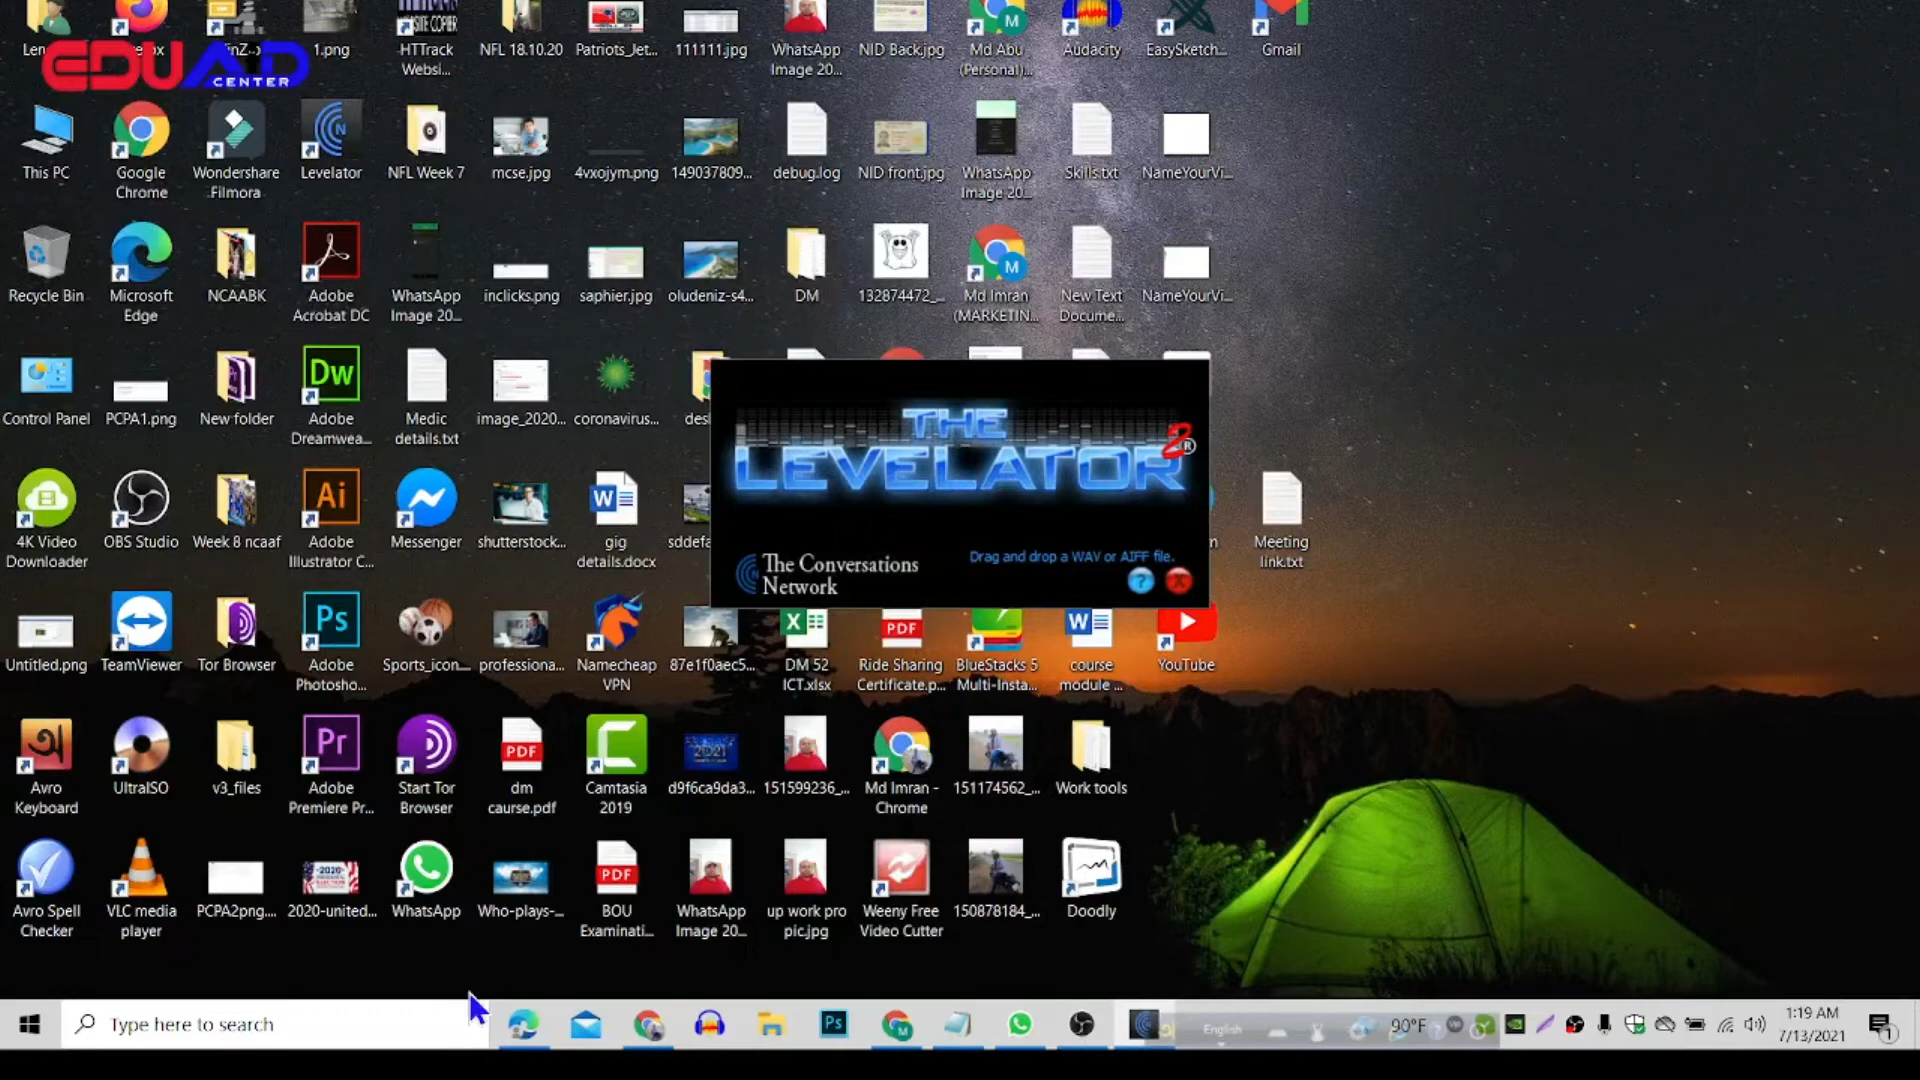 Firefox
1.png
HTTrack
Websi...
NFL 18.10.20
Patriots_Jet...
111111.jpg
WhatsApp
Image 20...
NID Back.jpg
Md Abu
(Personal)...
Audacity
EasySketch...
Gmail
EDUAID
CENTER
This PC
Google
Chrome
Wondershare
Filmora
Levelator
NFL Week 7
mcse.jpg
4vxojym.png
149037809...
debug.log
NID front.jpg
WhatsApp
Image 20...
Skills.txt
NameYourVi...
Recycle Bin
Microsoft
Edge
NCAABK
Adobe
Acrobat DC
WhatsApp
Image 20...
inclicks.png
saphier.jpg
oludeniz-s4...
DM
132874472_...
Md Imran
(MARKETIN...
New Text
Docume...
NameYourVi...
Control Panel
PCPA1.png
New folder
Adobe
Dreamwea...
Medic
details.txt
image_2020...
coronavirus...
THE
LEVELATOR 2
The Conversations
Network
Drag and drop a WAV or AIFF file.
4K Video
Downloader
OBS Studio
Week 8 ncaaf
Adobe
Illustrator C...
Messenger
shutterstock...
gig
details.docx
Meeting
link.txt
Untitled.png
TeamViewer
Tor Browser
Adobe
Photosho...
Sports_icon...
professiona...
Namecheap
VPN
87e1f0aec5...
DM 52
ICT.xlsx
Ride Sharing
Certificate.p...
BlueStacks 5
Multi-Insta...
course
module ...
YouTube
Avro
Keyboard
UltraISO
v3_files
Adobe
Premiere Pr...
Start Tor
Browser
dm
caurse.pdf
Camtasia
2019
d9f6ca9da3...
151599236_...
Md Imran -
Chrome
151174562_...
Work tools
Avro Spell
Checker
VLC media
player
PCPA2png....
2020-united...
WhatsApp
Who-plays-...
BOU
Examinati...
WhatsApp
Image 20...
up work pro
pic.jpg
Weeny Free
Video Cutter
150878184_...
Doodly
Type here to search
English
90°F
1:19 AM
7/13/2021